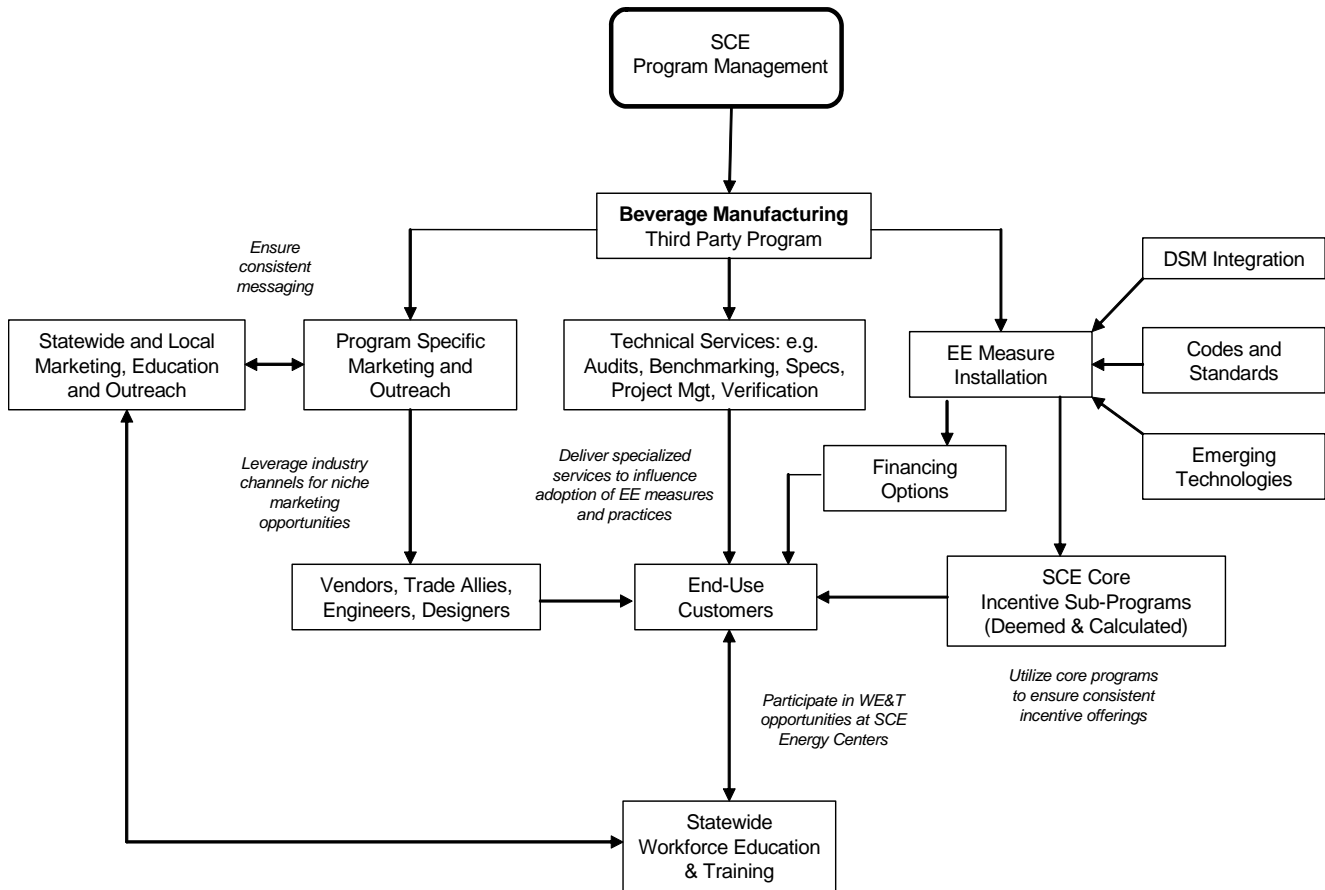 SCE
Program Management
Beverage Manufacturing
Third Party Program
Ensure
consistent
messaging
DSM Integration
Statewide and Local
Marketing, Education
and Outreach
Program Specific
Marketing and
Outreach
Technical Services: e.g.
Audits, Benchmarking, Specs,
Project Mgt, Verification
EE Measure
Installation
Codes and
Standards
Leverage industry
channels for niche
marketing
opportunities
Deliver specialized
services to influence
adoption of EE measures
and practices
Financing
Options
Emerging
Technologies
Vendors, Trade Allies,
Engineers, Designers
End-Use
Customers
SCE Core
Incentive Sub-Programs
(Deemed & Calculated)
Participate in WE&T
opportunities at SCE
Energy Centers
Utilize core programs
to ensure consistent
incentive offerings
Statewide
Workforce Education
& Training